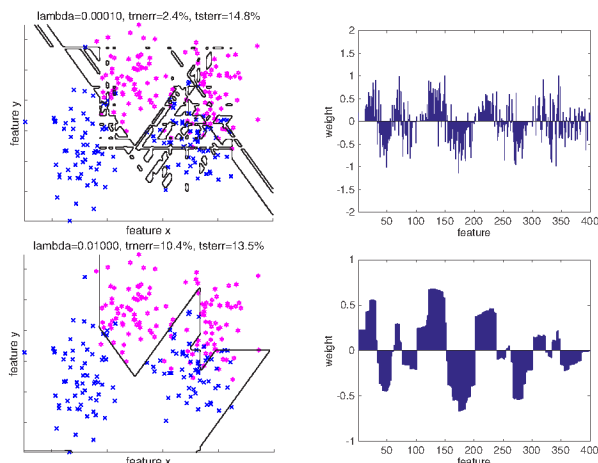 lambda=0.00010, trnerr=2.4%, tsterr=14.8%
feature y
feature x
2
1.5
1
0.5
0
-0.5
-1
-1.5
-2
weight
50 100 150 200 250 300 350 400
feature
lambda=0.01000, trnerr=10.4%, tsterr=13.5%
feature y
feature x
1
0.5
0
-0.5
-1
weight
50 100 150 200 250 300 350 400
feature